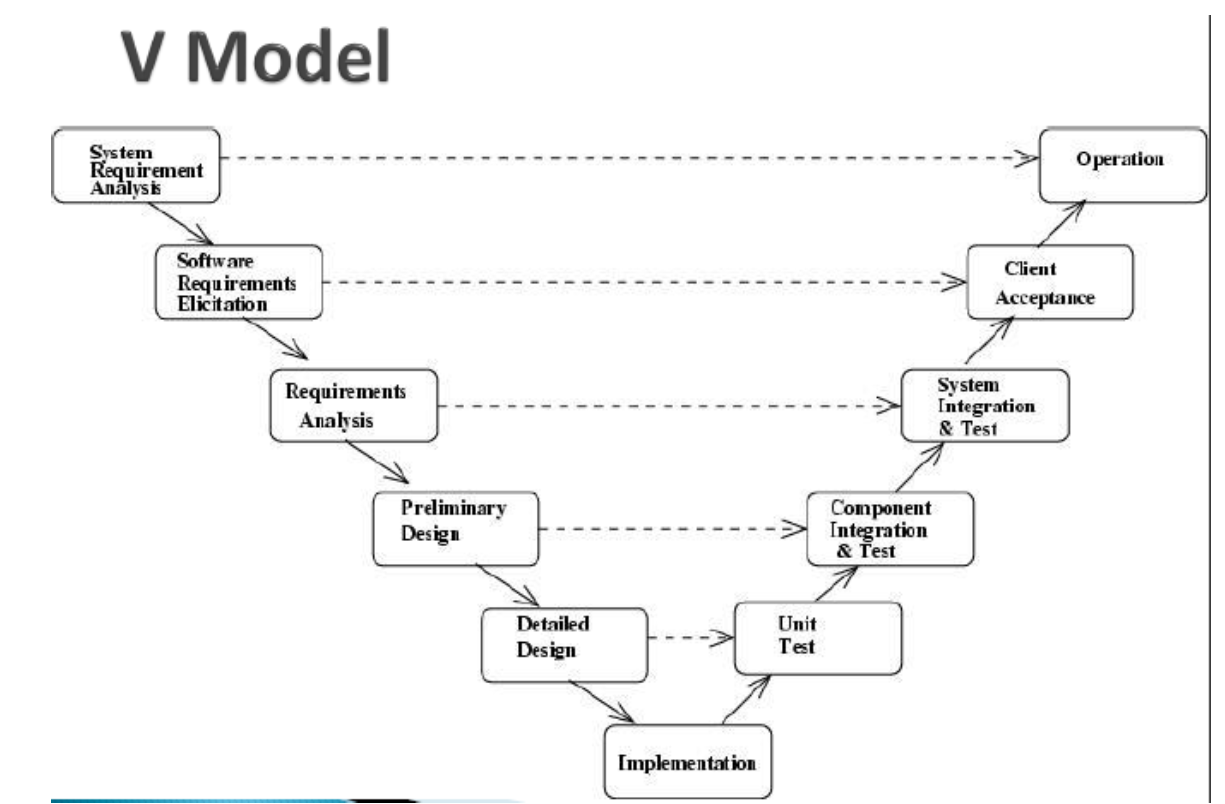 V Model
System
Requirement
Analysis
Operation
Software
Requirements
Elicitation
Client
Acceptance
Requirements
Analysis
System
Integration
& Test
Preliminary
Design
Component
Integration
& Test
Detailed
Design
Unit
Test
Implementation